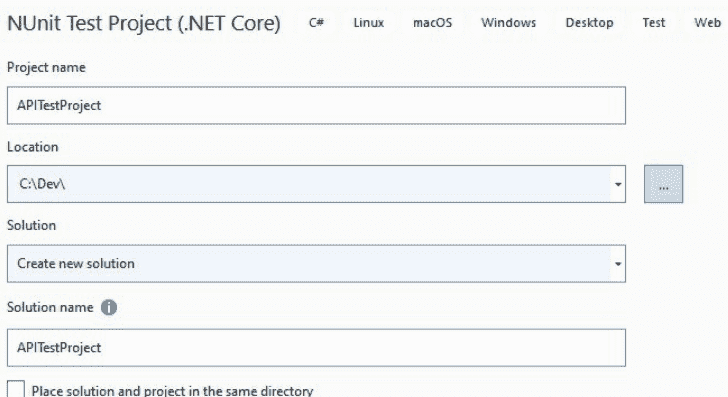 NUnit Test Project (.NET Core) C# Linux macOS Windows Desktop Test Web
Project name
APITestProject
Location
C:\Dev\
...
Solution
Create new solution
Solution name
APITestProject
Place solution and project in the same directory